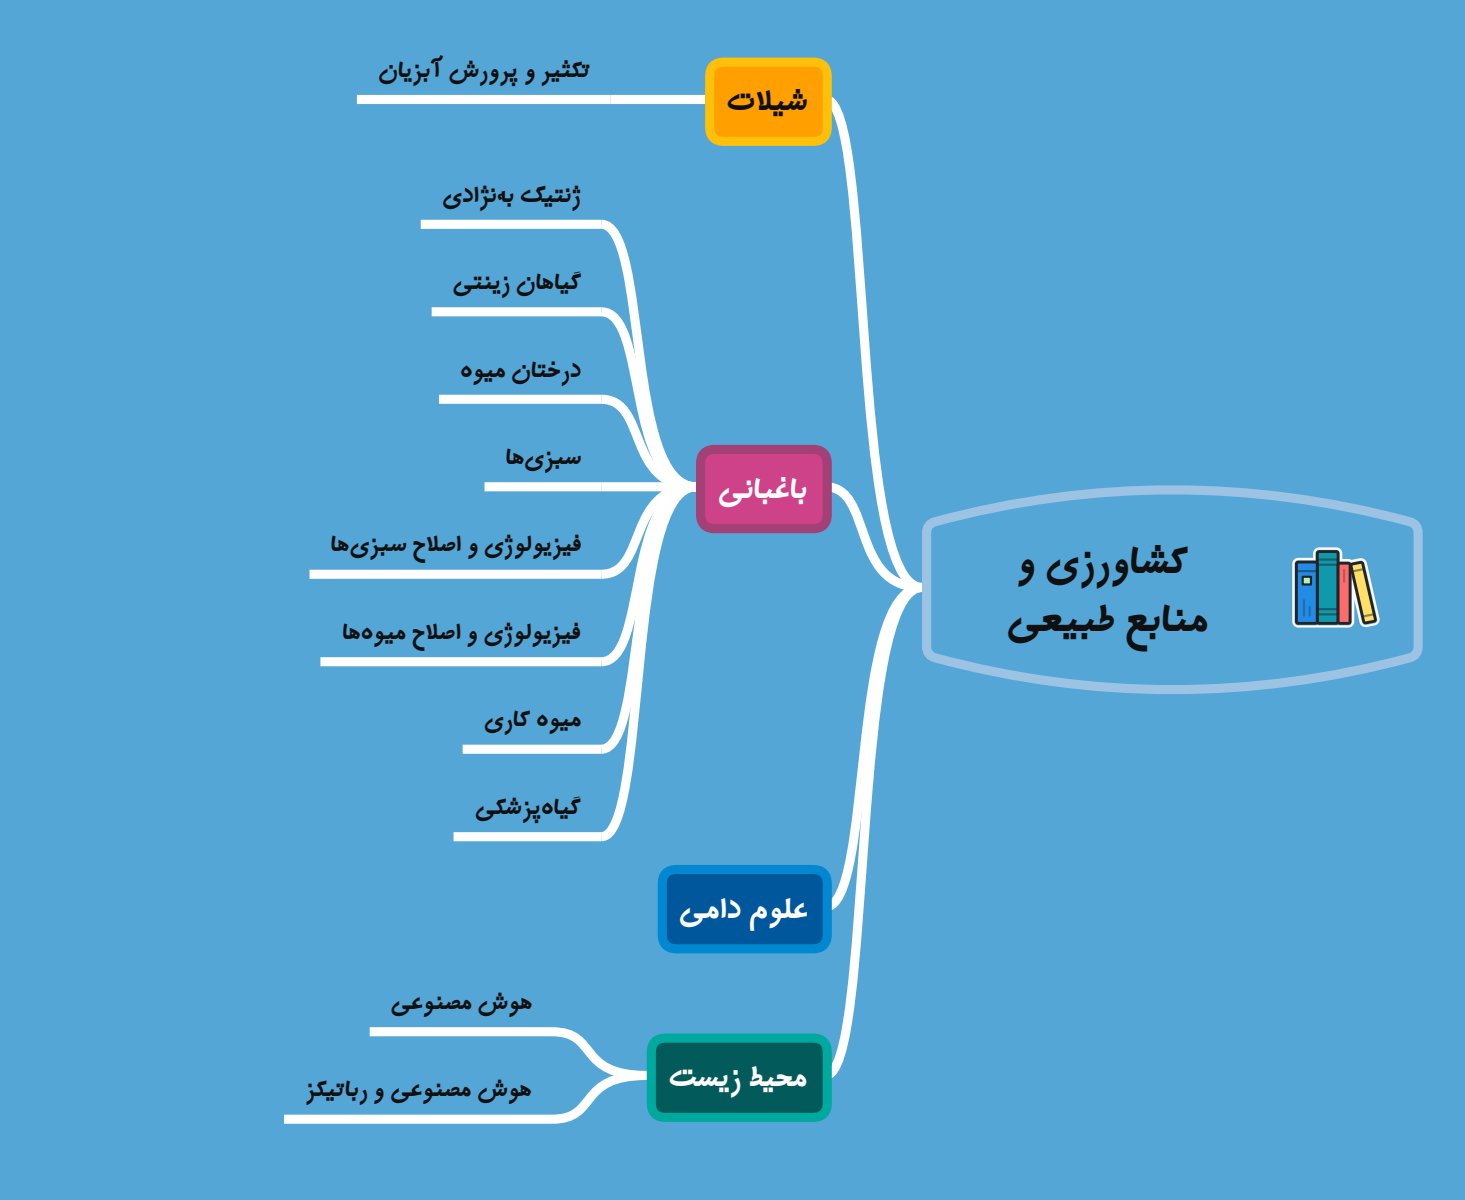 کشاورزی و
منابع طبیعی
شیلات
تکثیر و پرورش آبزیان
باغبانی
ژنتیک به‌نژادی
گیاهان زینتی
درختان میوه
سبزی‌ها
فیزیولوژی و اصلاح سبزی‌ها
فیزیولوژی و اصلاح میوه‌ها
میوه کاری
گیاه‌پزشکی
علوم دامی
محیط زیست
هوش مصنوعی
هوش مصنوعی و رباتیکز